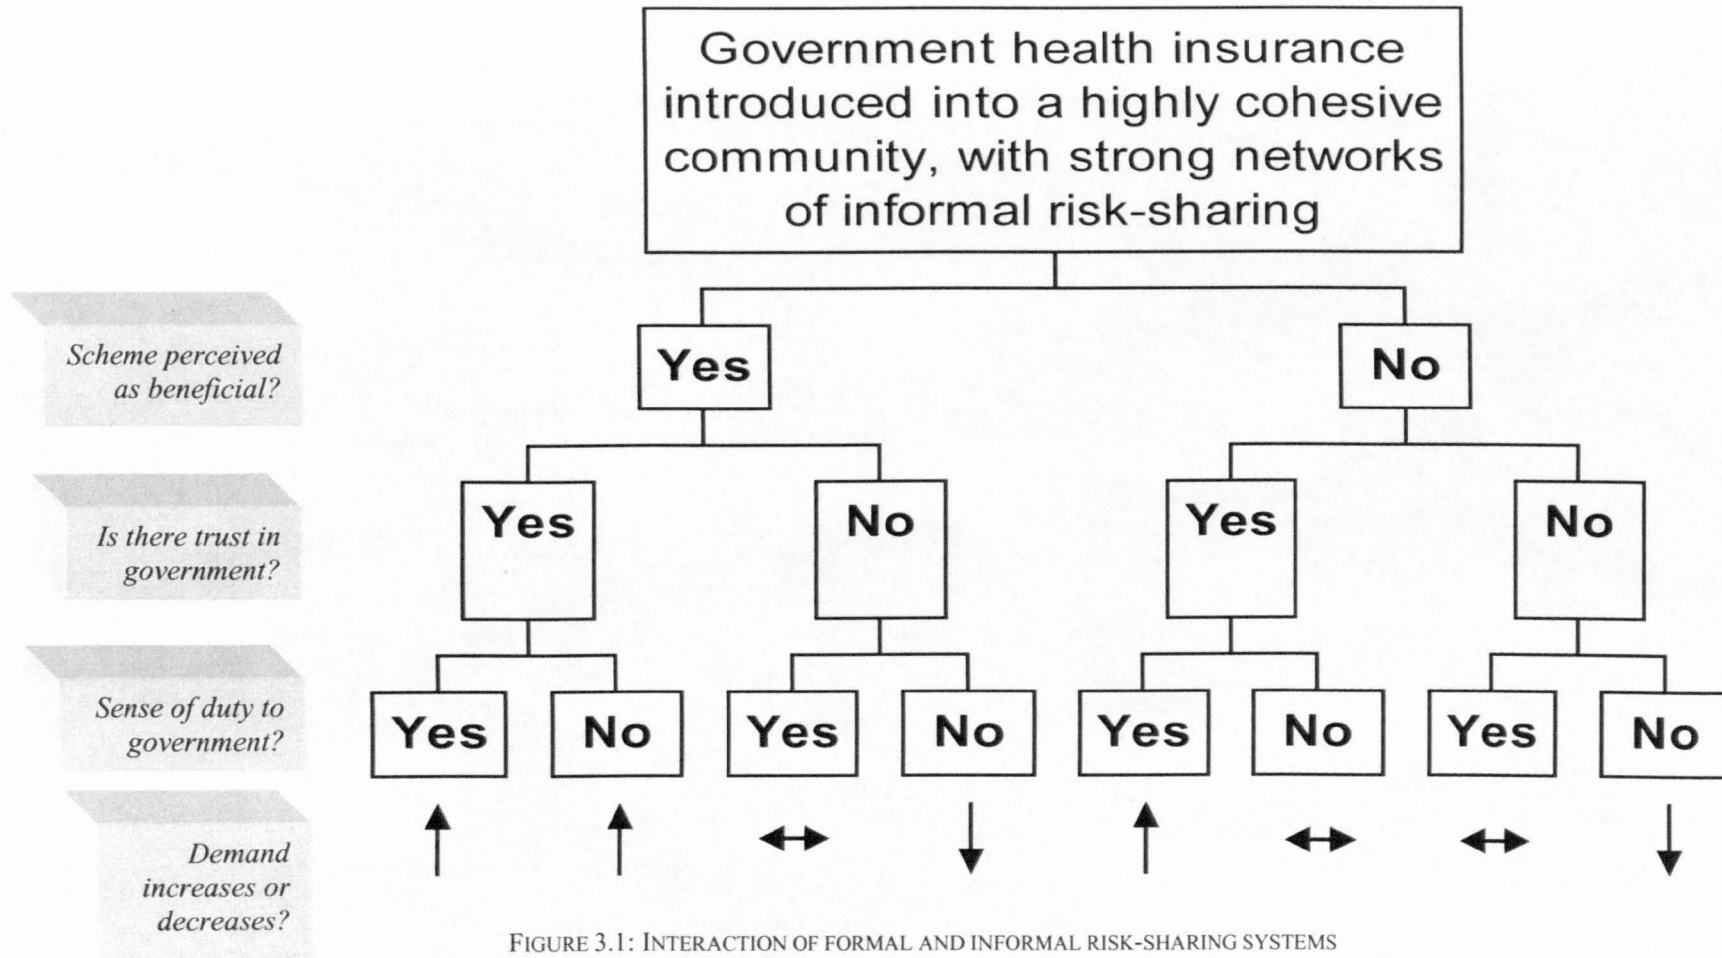 Government health insurance
introduced into a highly cohesive
community, with strong networks
of informal risk-sharing
Scheme perceived
as beneficial?
Yes
No
Is there trust in
government?
Yes
No
Yes
No
Sense of duty to
government?
Yes
No
Yes
No
Yes
No
Yes
No
Demand
increases or
decreases?
FIGURE 3.1: INTERACTION OF FORMAL AND INFORMAL RISK-SHARING SYSTEMS